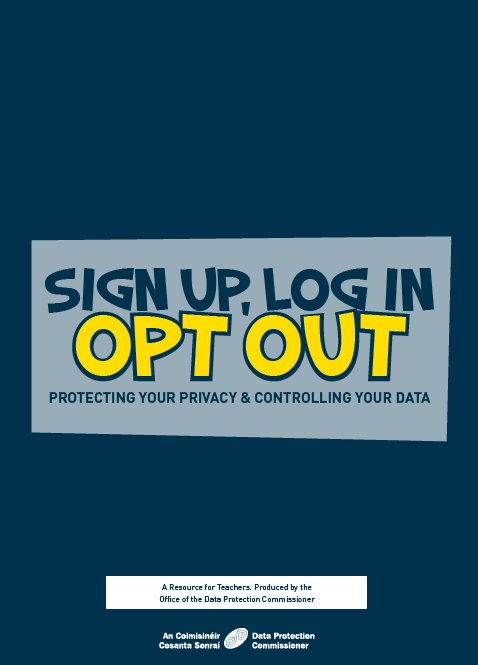 SIGN UP, LOG IN
OPT OUT
PROTECTING YOUR PRIVACY & CONTROLLING YOUR DATA
A Resource for Teachers. Produced by the
Office of the Data Protection Commissioner
An Coimisinéir
Cosanta Sonraí
Data Protection
Commissioner